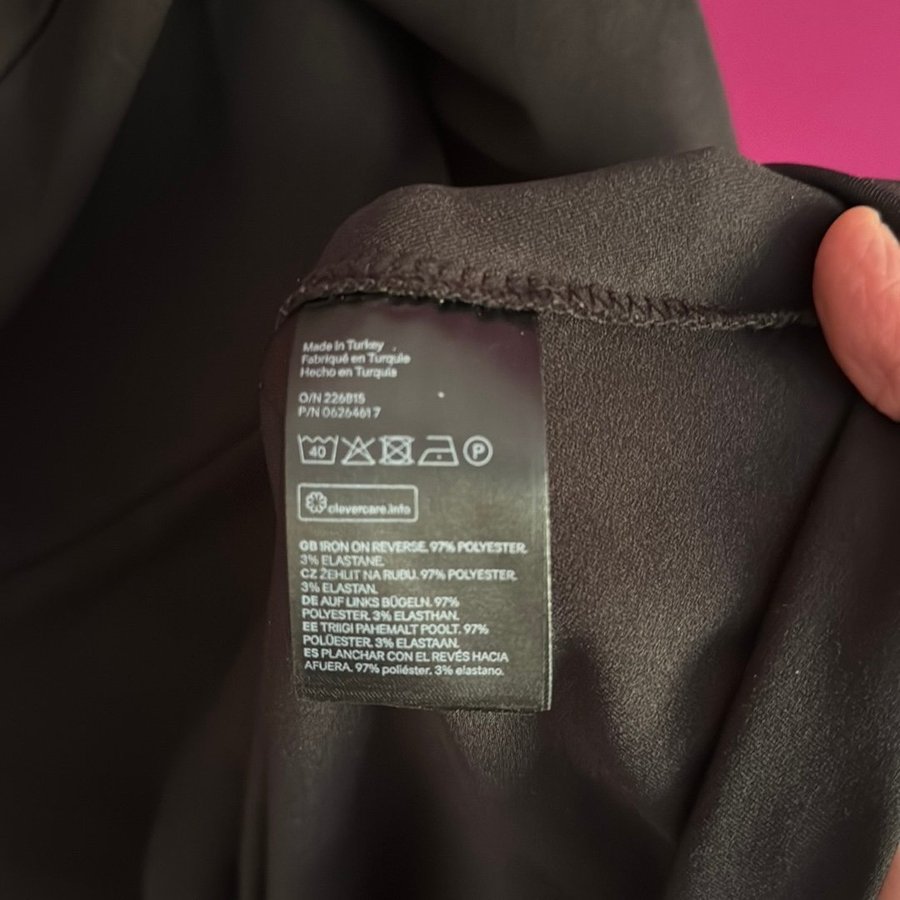 Made in Turkey
Fabriqué en Turquie
Hecho en Turquía
O/N 226815
P/N 06264617
40 P
clevercare.info
GB IRON ON REVERSE. 97% POLYESTER.
3% ELASTANE.
CZ ŽEHLIT NA RUBU. 97% POLYESTER.
3% ELASTAN.
DE AUF LINKS BÜGELN. 97%
POLYESTER. 3% ELASTHAN.
EE TRIIGI PAHEMALT POOLT. 97%
POLÜESTER. 3% ELASTAAN.
ES PLANCHAR CON EL REVÉS HACIA
AFUERA. 97% poliéster. 3% elastano.